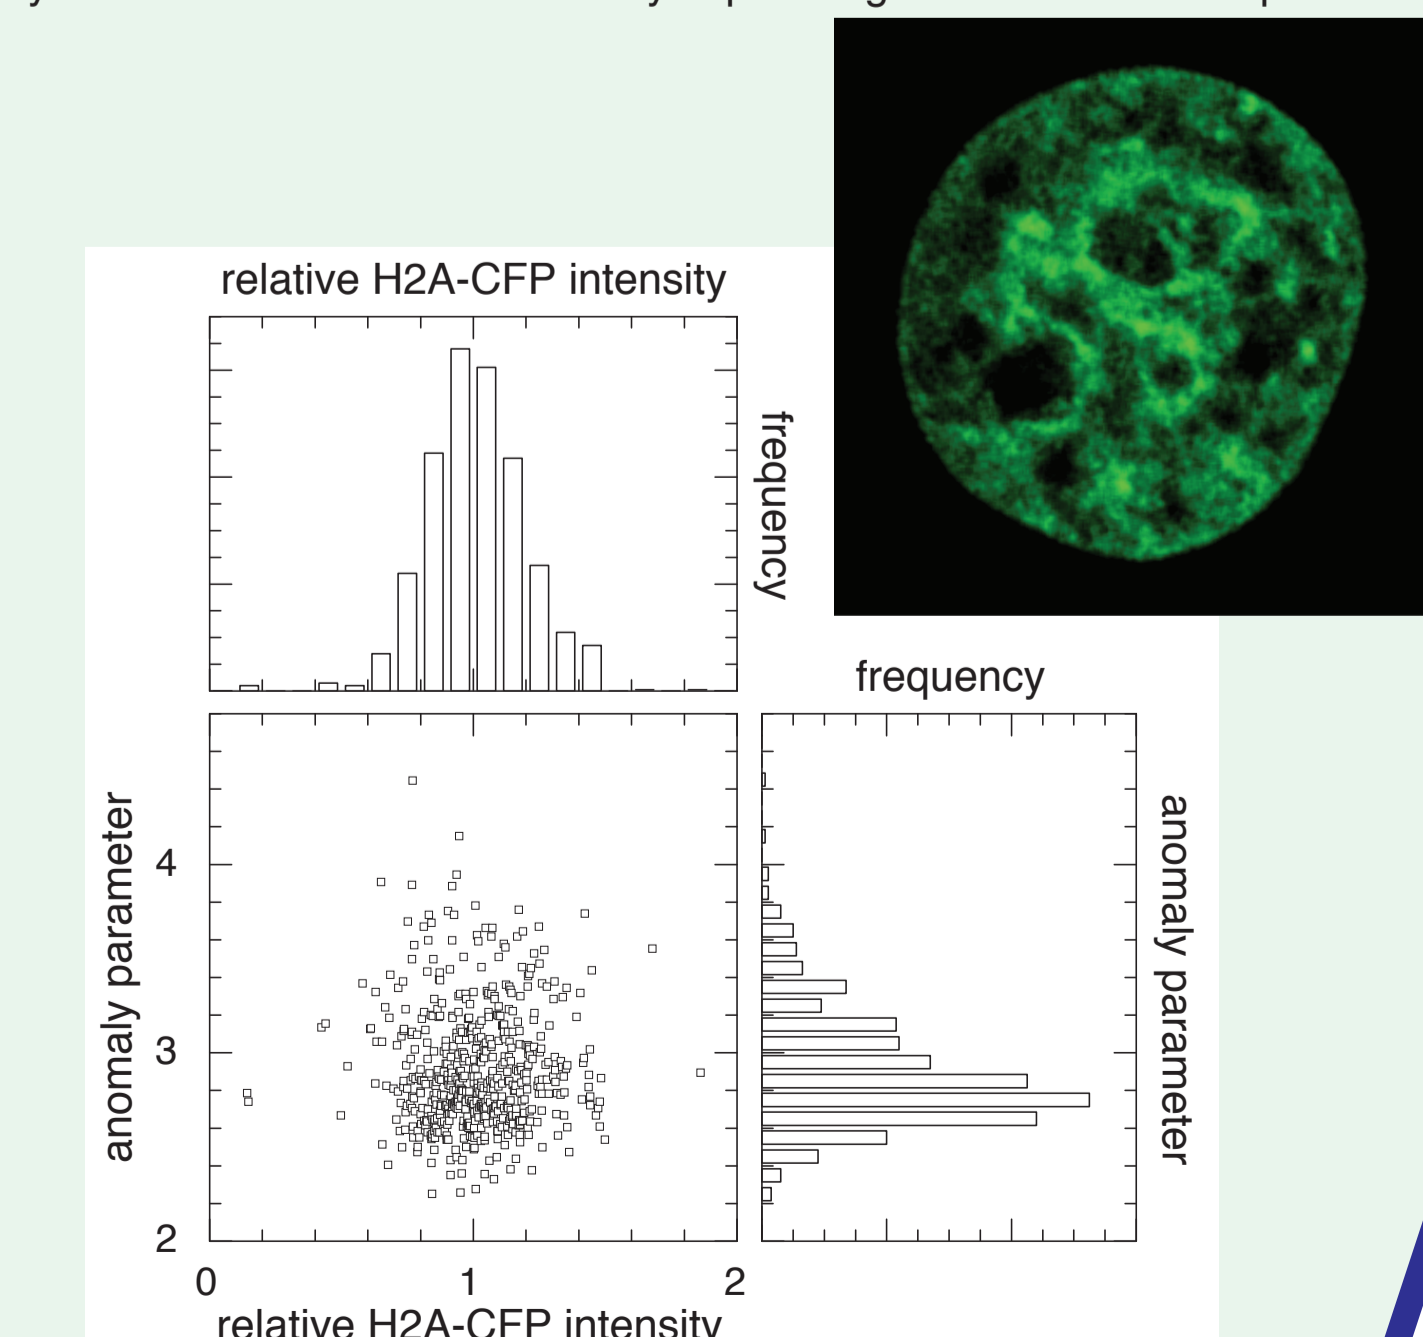 relative H2A-CFP intensity
frequency
frequency
anomaly parameter
4
3
2
anomaly parameter
0 1 2
relative H2A-CFP intensity